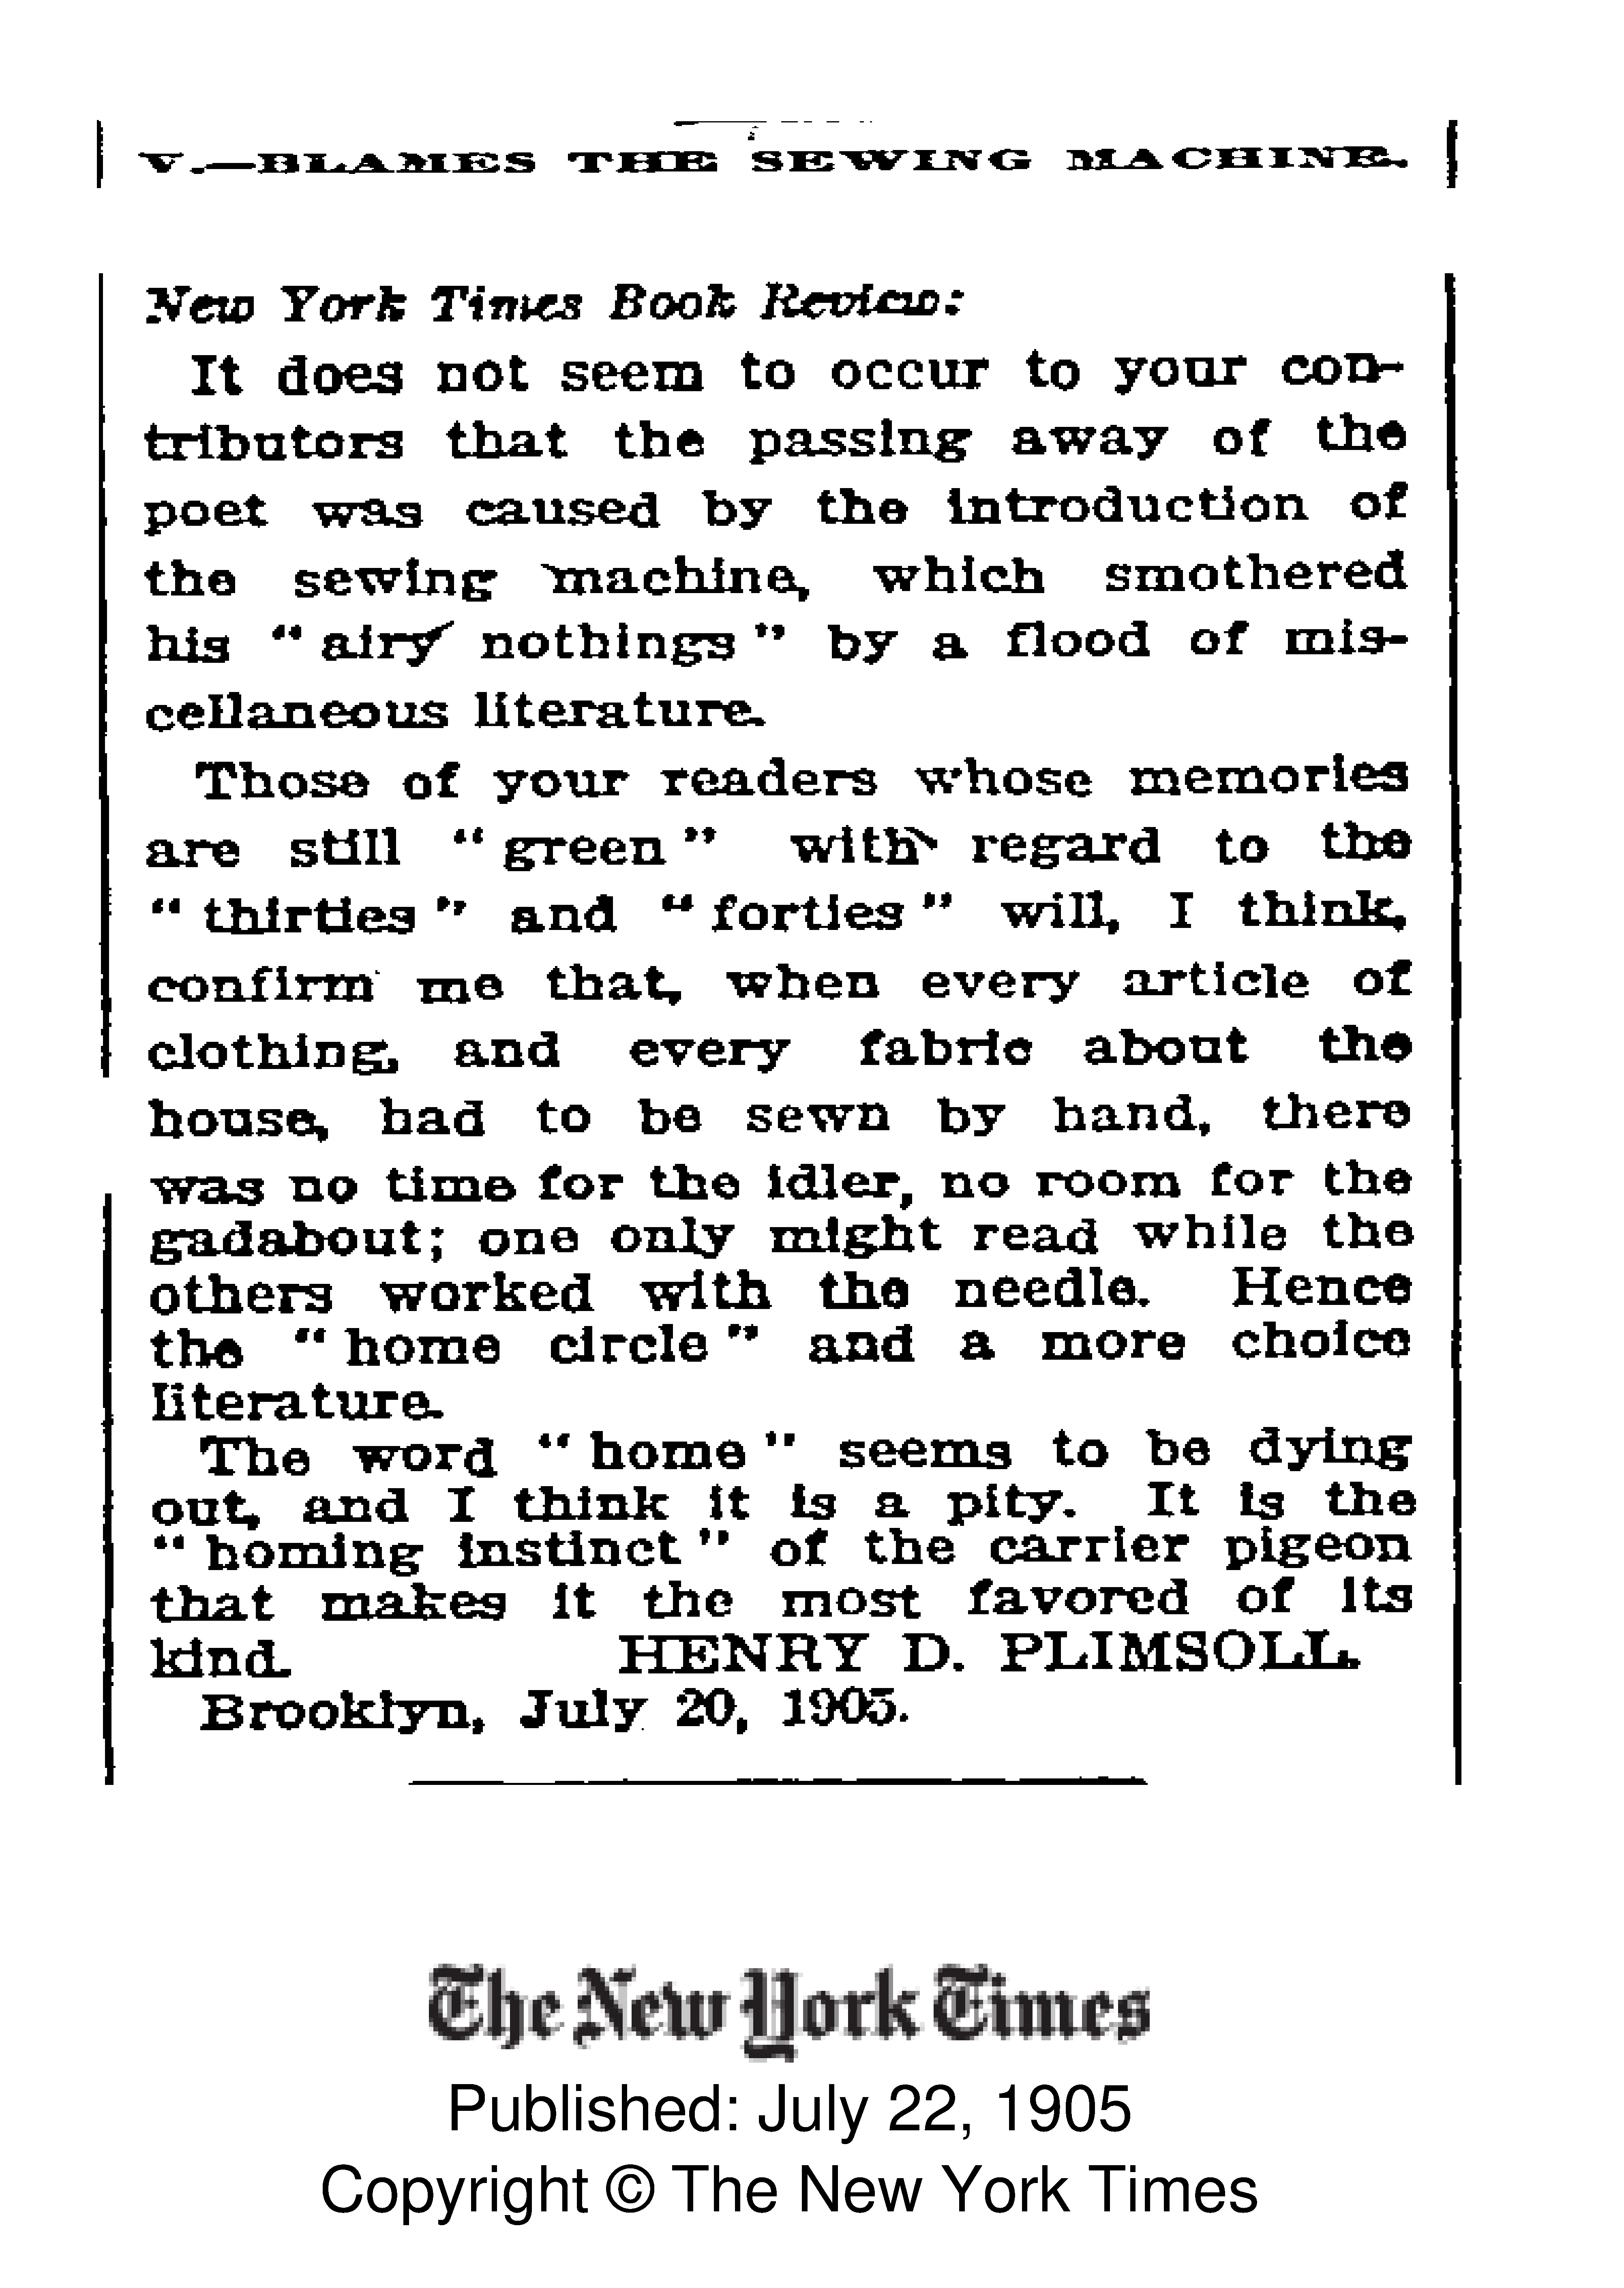 V.—BLAMES THE SEWING MACHINE.
New York Times Book Review:
It does not seem to occur to your con-
tributors that the passing away of the
poet was caused by the introduction of
the sewing machine, which smothered
his "airy nothings" by a flood of mis-
cellaneous literature.
Those of your readers whose memories
are still "green" with regard to the
"thirties" and "forties" will, I think,
confirm me that, when every article of
clothing, and every fabric about the
house, had to be sewn by hand, there
was no time for the idler, no room for the
gadabout; one only might read while the
others worked with the needle. Hence
the "home circle" and a more choice
literature.
The word "home" seems to be dying
out, and I think it is a pity. It is the
"homing instinct" of the carrier pigeon
that makes it the most favored of its
kind. HENRY D. PLIMSOLL.
Brooklyn, July 20, 1905.
The New York Times
Published: July 22, 1905
Copyright © The New York Times